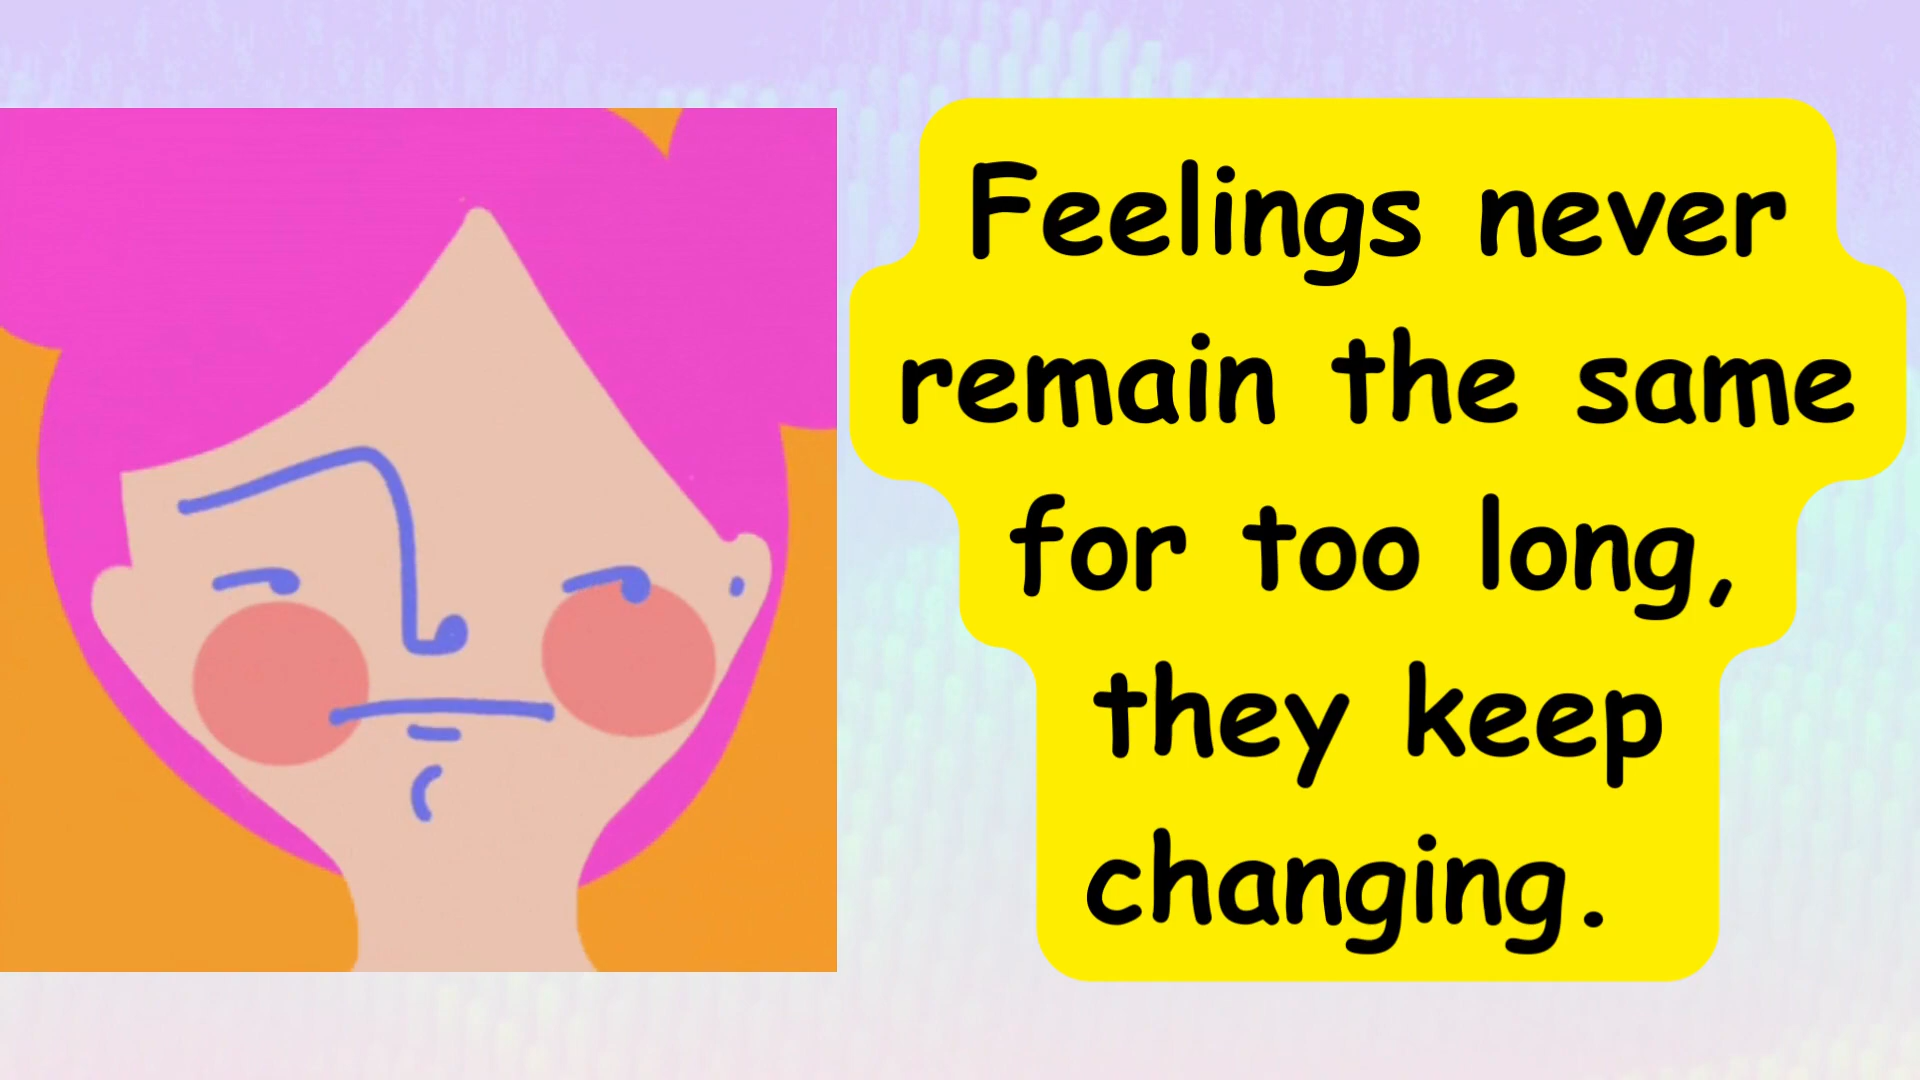 Feelings never
remain the same
for too long,
they keep
changing.